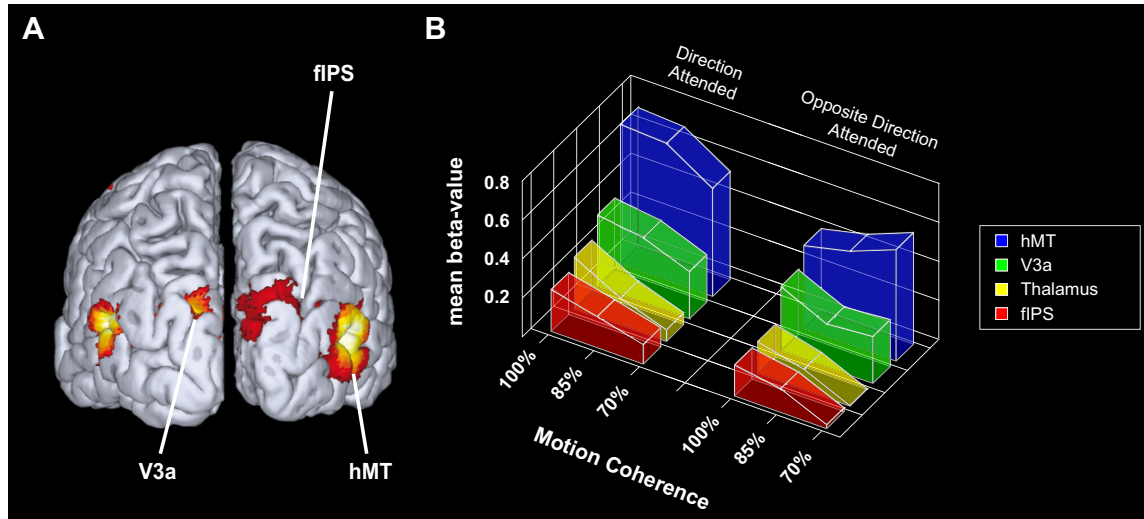 A
fIPS
V3a
hMT
B
Direction
Attended
Opposite Direction
Attended
mean beta-value
0.8
0.6
0.4
0.2
100%
85%
70%
100%
85%
70%
Motion Coherence
hMT
V3a
Thalamus
fIPS